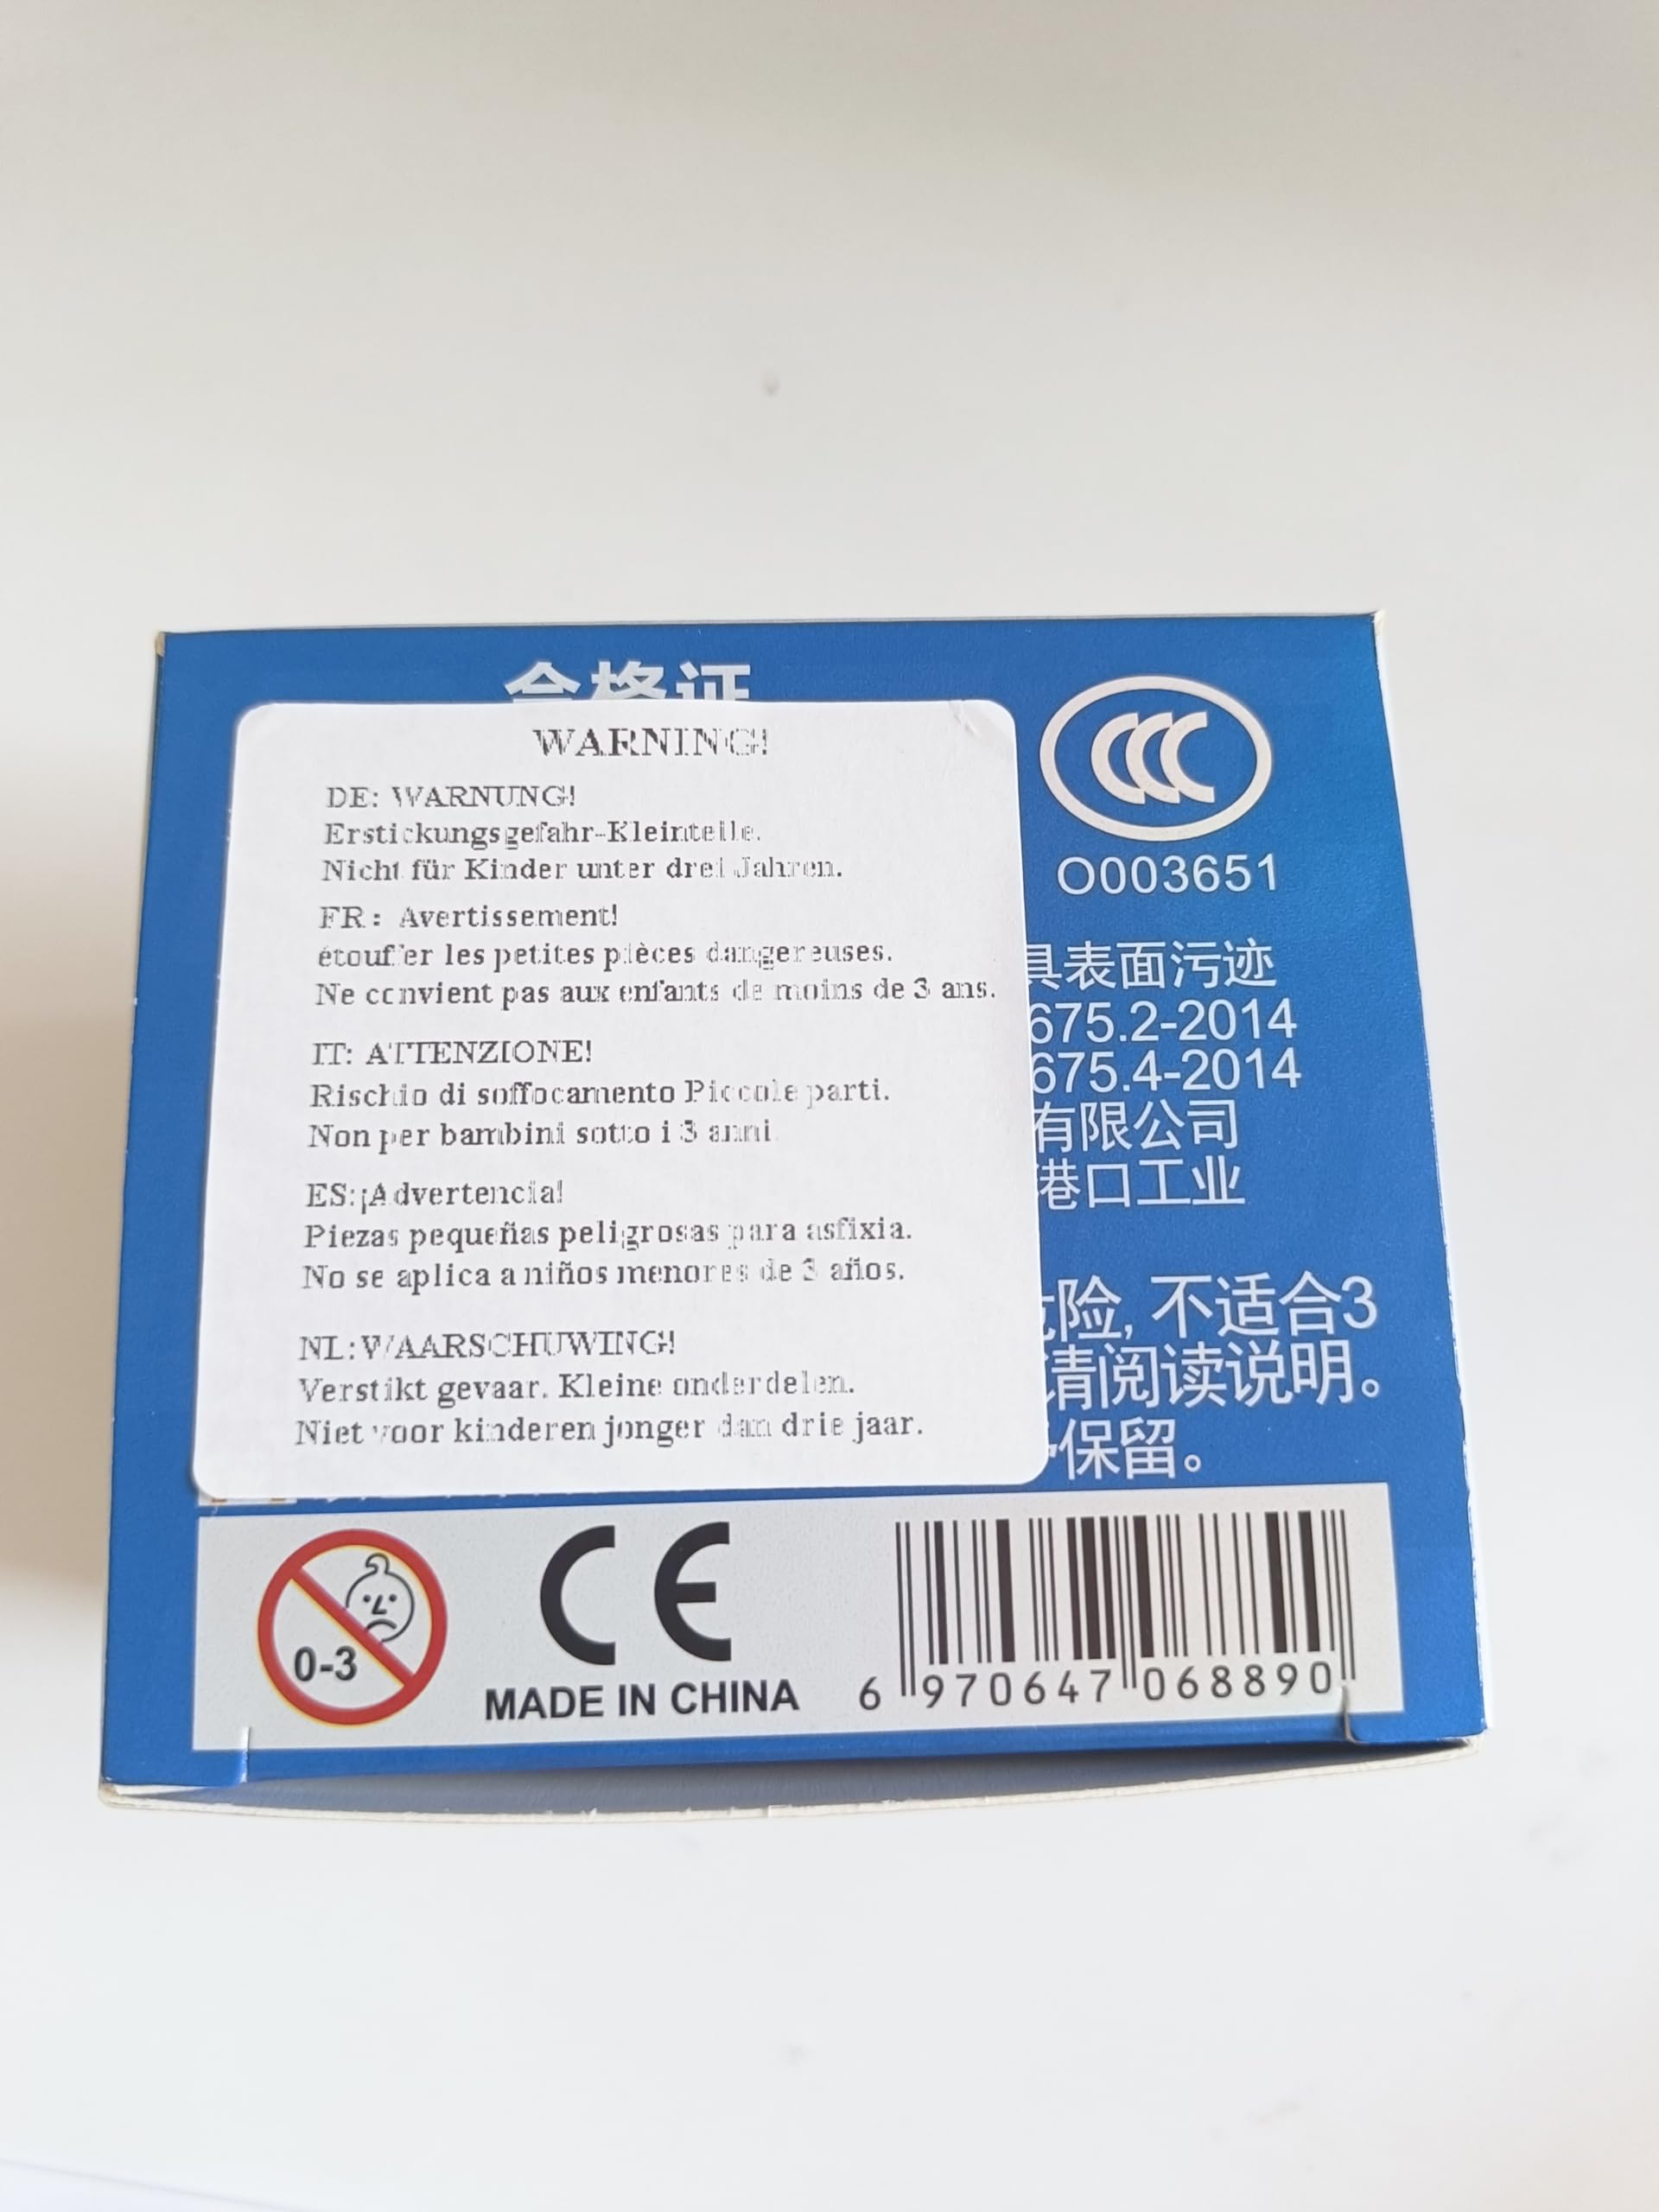 合格证
WARNING!
DE: WARNUNG!
Erstickungsgefahr-Kleinteile.
Nicht für Kinder unter drei Jahren.
FR: Avertissement!
étouffer les petites pièces dangereuses.
Ne convient pas aux enfants de moins de 3 ans.
IT: ATTENZIONE!
Rischio di soffocamento Piccole parti.
Non per bambini sotto i 3 anni
ES:¡Advertencia!
Piezas pequeñas peligrosas para asfixia.
No se aplica a niños menores de 3 años.
NL:WAARSCHUWING!
Verstikt gevaar. Kleine onderdelen.
Niet voor kinderen jonger dan drie jaar.
CCC
O003651
具表面污迹
675.2-2014
675.4-2014
有限公司
港口工业
险, 不适合3
请阅读说明。
保留。
0-3
CE
MADE IN CHINA
6 970647 068890